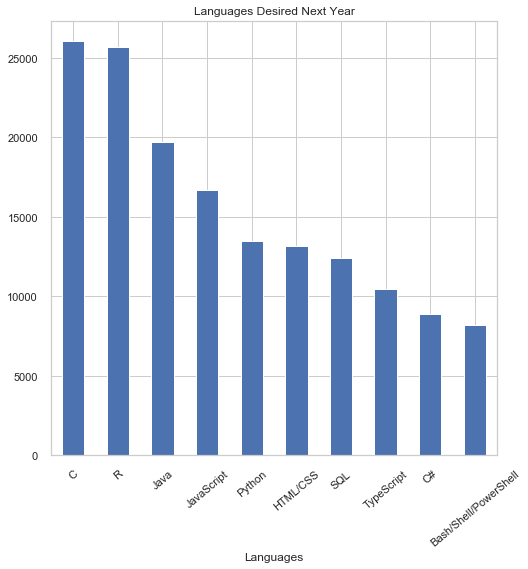 Languages Desired Next Year
25000
20000
15000
10000
5000
0
C
R
Java
JavaScript
Python
HTML/CSS
SQL
TypeScript
C#
Bash/Shell/PowerShell
Languages